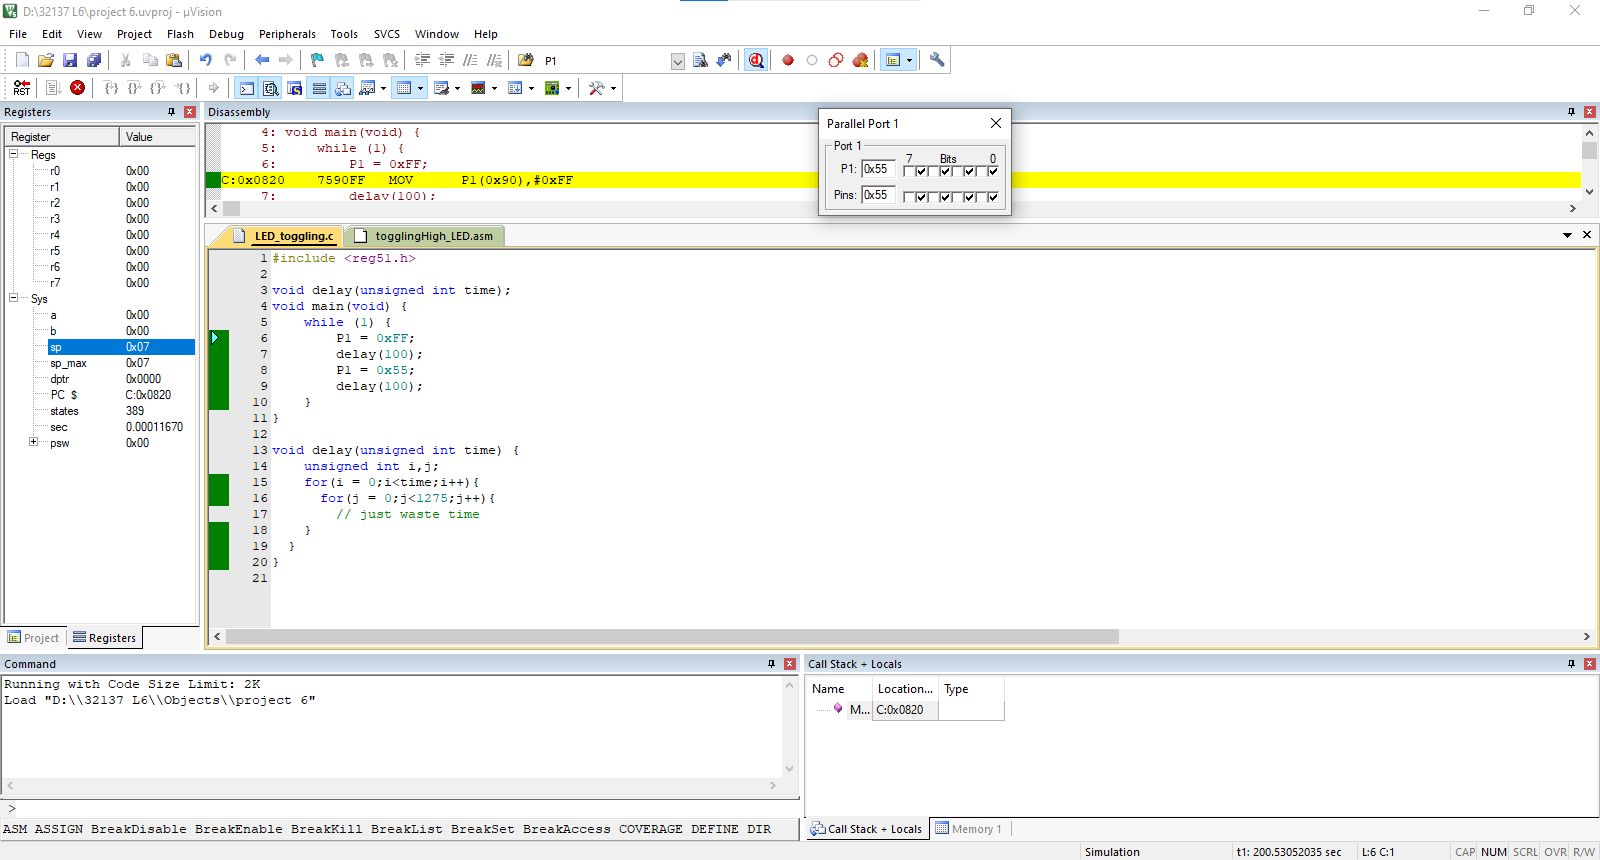 D:\32137 L6\project 6.uvproj - µVision
File Edit View Project Flash Debug Peripherals Tools SVCS Window Help
P1
RST
Registers
Register Value
Regs
r0 0x00
r1 0x00
r2 0x00
r3 0x00
r4 0x00
r5 0x00
r6 0x00
r7 0x00
Sys
a 0x00
b 0x00
sp 0x07
sp_max 0x07
dptr 0x0000
PC $ C:0x0820
states 389
sec 0.00011670
psw 0x00
Project Registers
Disassembly
4: void main(void) {
5: while (1) {
6: P1 = 0xFF;
C:0x0820 7590FF MOV P1(0x90),#0xFF
7: delay(100);
Parallel Port 1
Port 1
7 Bits 0
P1: 0x55
Pins: 0x55
LED_toggling.c togglingHigh_LED.asm
1 #include <reg51.h>
2
3 void delay(unsigned int time);
4 void main(void) {
5 while (1) {
6 P1 = 0xFF;
7 delay(100);
8 P1 = 0x55;
9 delay(100);
10 }
11 }
12
13 void delay(unsigned int time) {
14 unsigned int i,j;
15 for(i = 0;i<time;i++){
16 for(j = 0;j<1275;j++){
17 // just waste time
18 }
19 }
20 }
21
Command
Running with Code Size Limit: 2K
Load "D:\\32137 L6\\Objects\\project 6"
>
ASM ASSIGN BreakDisable BreakEnable BreakKill BreakList BreakSet BreakAccess COVERAGE DEFINE DIR
Call Stack + Locals
Name Location... Type
M... C:0x0820
Call Stack + Locals Memory 1
Simulation t1: 200.53052035 sec L:6 C:1 CAP NUM SCRL OVR R/W